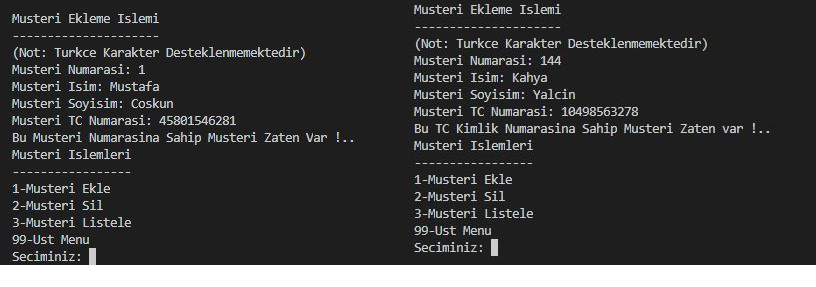 Musteri Ekleme Islemi
---------------------
(Not: Turkce Karakter Desteklenmemektedir)
Musteri Numarasi: 1
Musteri Isim: Mustafa
Musteri Soyisim: Coskun
Musteri TC Numarasi: 45801546281
Bu Musteri Numarasina Sahip Musteri Zaten Var !..
Musteri Islemleri
-----------------
1-Musteri Ekle
2-Musteri Sil
3-Musteri Listele
99-Ust Menu
Seciminiz:
Musteri Ekleme Islemi
---------------------
(Not: Turkce Karakter Desteklenmemektedir)
Musteri Numarasi: 144
Musteri Isim: Kahya
Musteri Soyisim: Yalcin
Musteri TC Numarasi: 10498563278
Bu TC Kimlik Numarasina Sahip Musteri Zaten var !..
Musteri Islemleri
-----------------
1-Musteri Ekle
2-Musteri Sil
3-Musteri Listele
99-Ust Menu
Seciminiz: